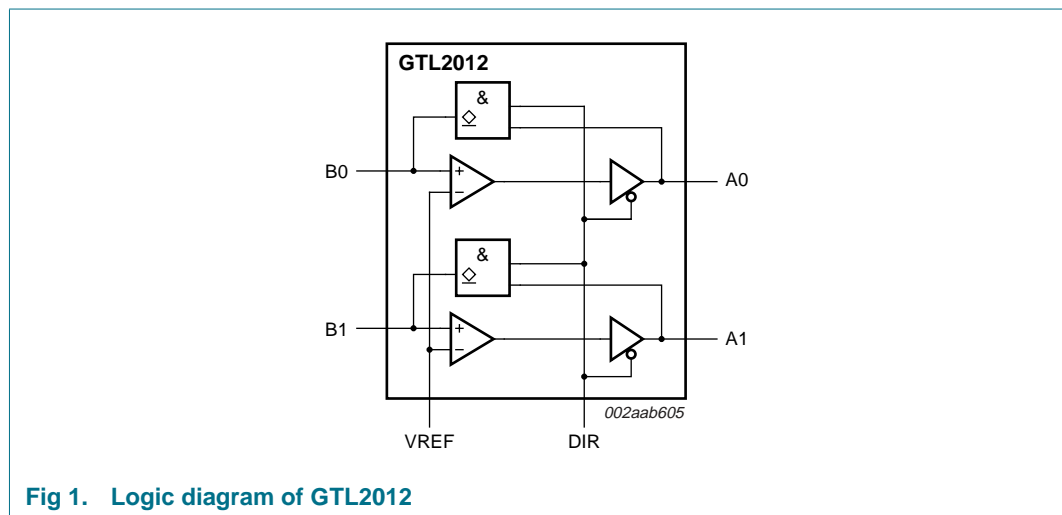 GTL2012
&
B0
+
−
A0
&
B1
+
−
A1
002aab605
VREF
DIR
Fig 1. Logic diagram of GTL2012